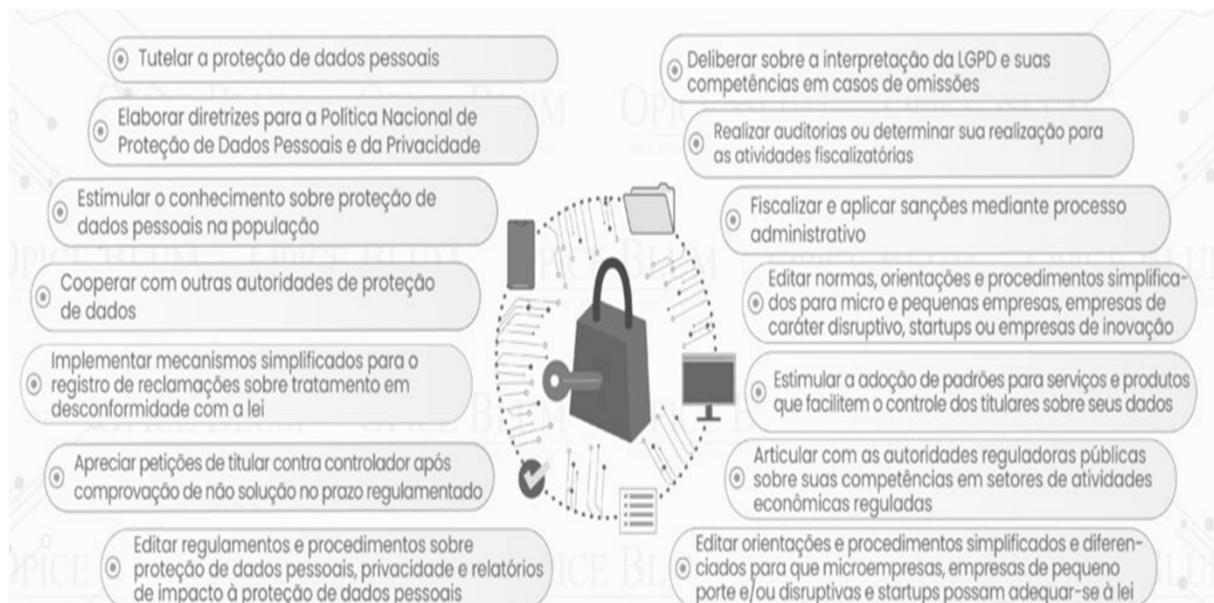 Tutelar a proteção de dados pessoais
Elaborar diretrizes para a Política Nacional de
Proteção de Dados Pessoais e da Privacidade
Estimular o conhecimento sobre proteção de
dados pessoais na população
Cooperar com outras autoridades de proteção
de dados
Implementar mecanismos simplificados para o
registro de reclamações sobre tratamento em
desconformidade com a lei
Apreciar petições de titular contra controlador após
comprovação de não solução no prazo regulamentado
Editar regulamentos e procedimentos sobre
proteção de dados pessoais, privacidade e relatórios
de impacto à proteção de dados pessoais
Deliberar sobre a interpretação da LGPD e suas
competências em casos de omissões
Realizar auditorias ou determinar sua realização para
as atividades fiscalizatórias
Fiscalizar e aplicar sanções mediante processo
administrativo
Editar normas, orientações e procedimentos simplifica-
dos para micro e pequenas empresas, empresas de
caráter disruptivo, startups ou empresas de inovação
Estimular a adoção de padrões para serviços e produtos
que facilitem o controle dos titulares sobre seus dados
Articular com as autoridades reguladoras públicas
sobre suas competências em setores de atividades
econômicas reguladas
Editar orientações e procedimentos simplificados e diferen-
ciados para que microempresas, empresas de pequeno
porte e/ou disruptivas e startups possam adequar-se à lei